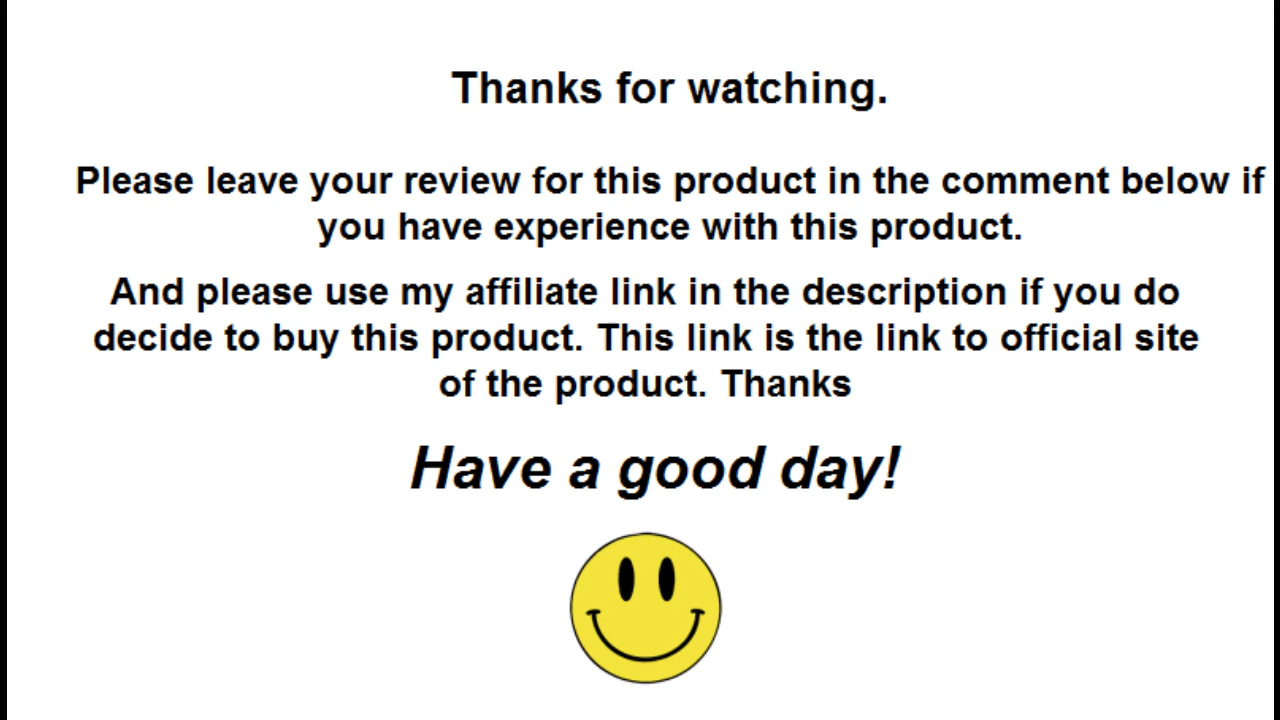 Thanks for watching.
Please leave your review for this product in the comment below if
you have experience with this product.
And please use my affiliate link in the description if you do
decide to buy this product. This link is the link to official site
of the product. Thanks
Have a good day!